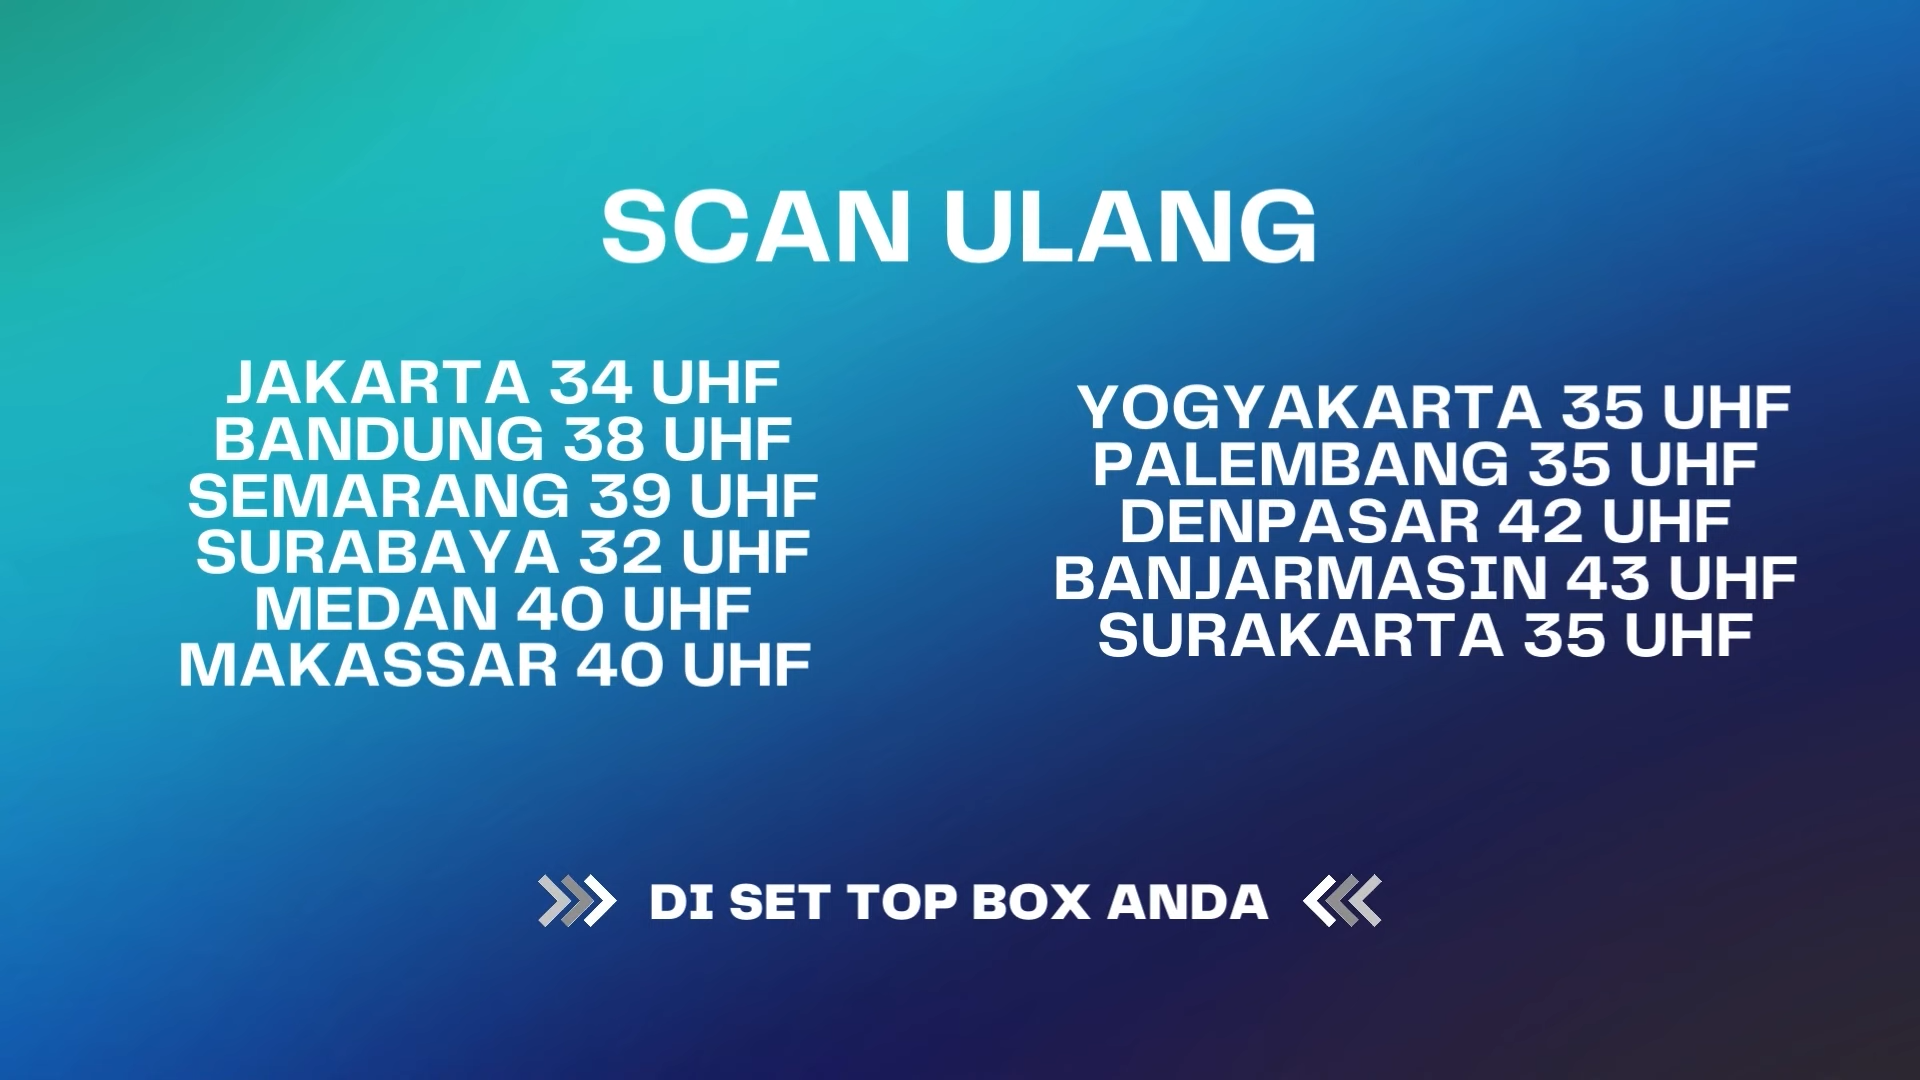 SCAN ULANG
JAKARTA 34 UHF
BANDUNG 38 UHF
SEMARANG 39 UHF
SURABAYA 32 UHF
MEDAN 40 UHF
MAKASSAR 40 UHF
YOGYAKARTA 35 UHF
PALEMBANG 35 UHF
DENPASAR 42 UHF
BANJARMASIN 43 UHF
SURAKARTA 35 UHF
DI SET TOP BOX ANDA